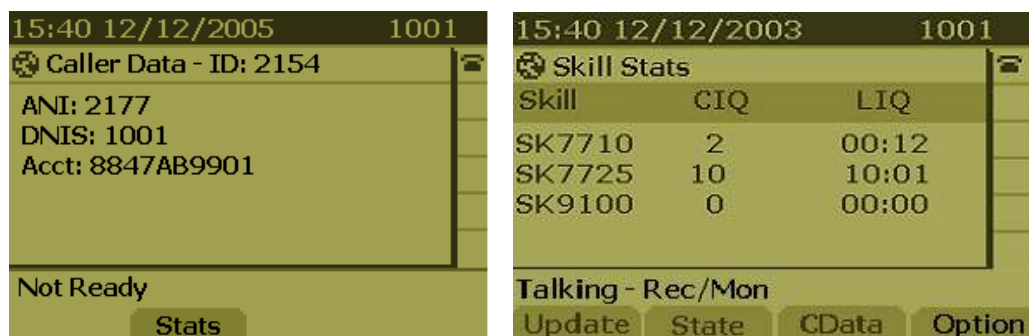 15:40 12/12/2005 1001
Caller Data - ID: 2154
ANI: 2177
DNIS: 1001
Acct: 8847AB9901
Not Ready
Stats
15:40 12/12/2003 1001
Skill Stats
Skill CIQ LIQ
SK7710 2 00:12
SK7725 10 10:01
SK9100 0 00:00
Talking - Rec/Mon
Update State CData Option